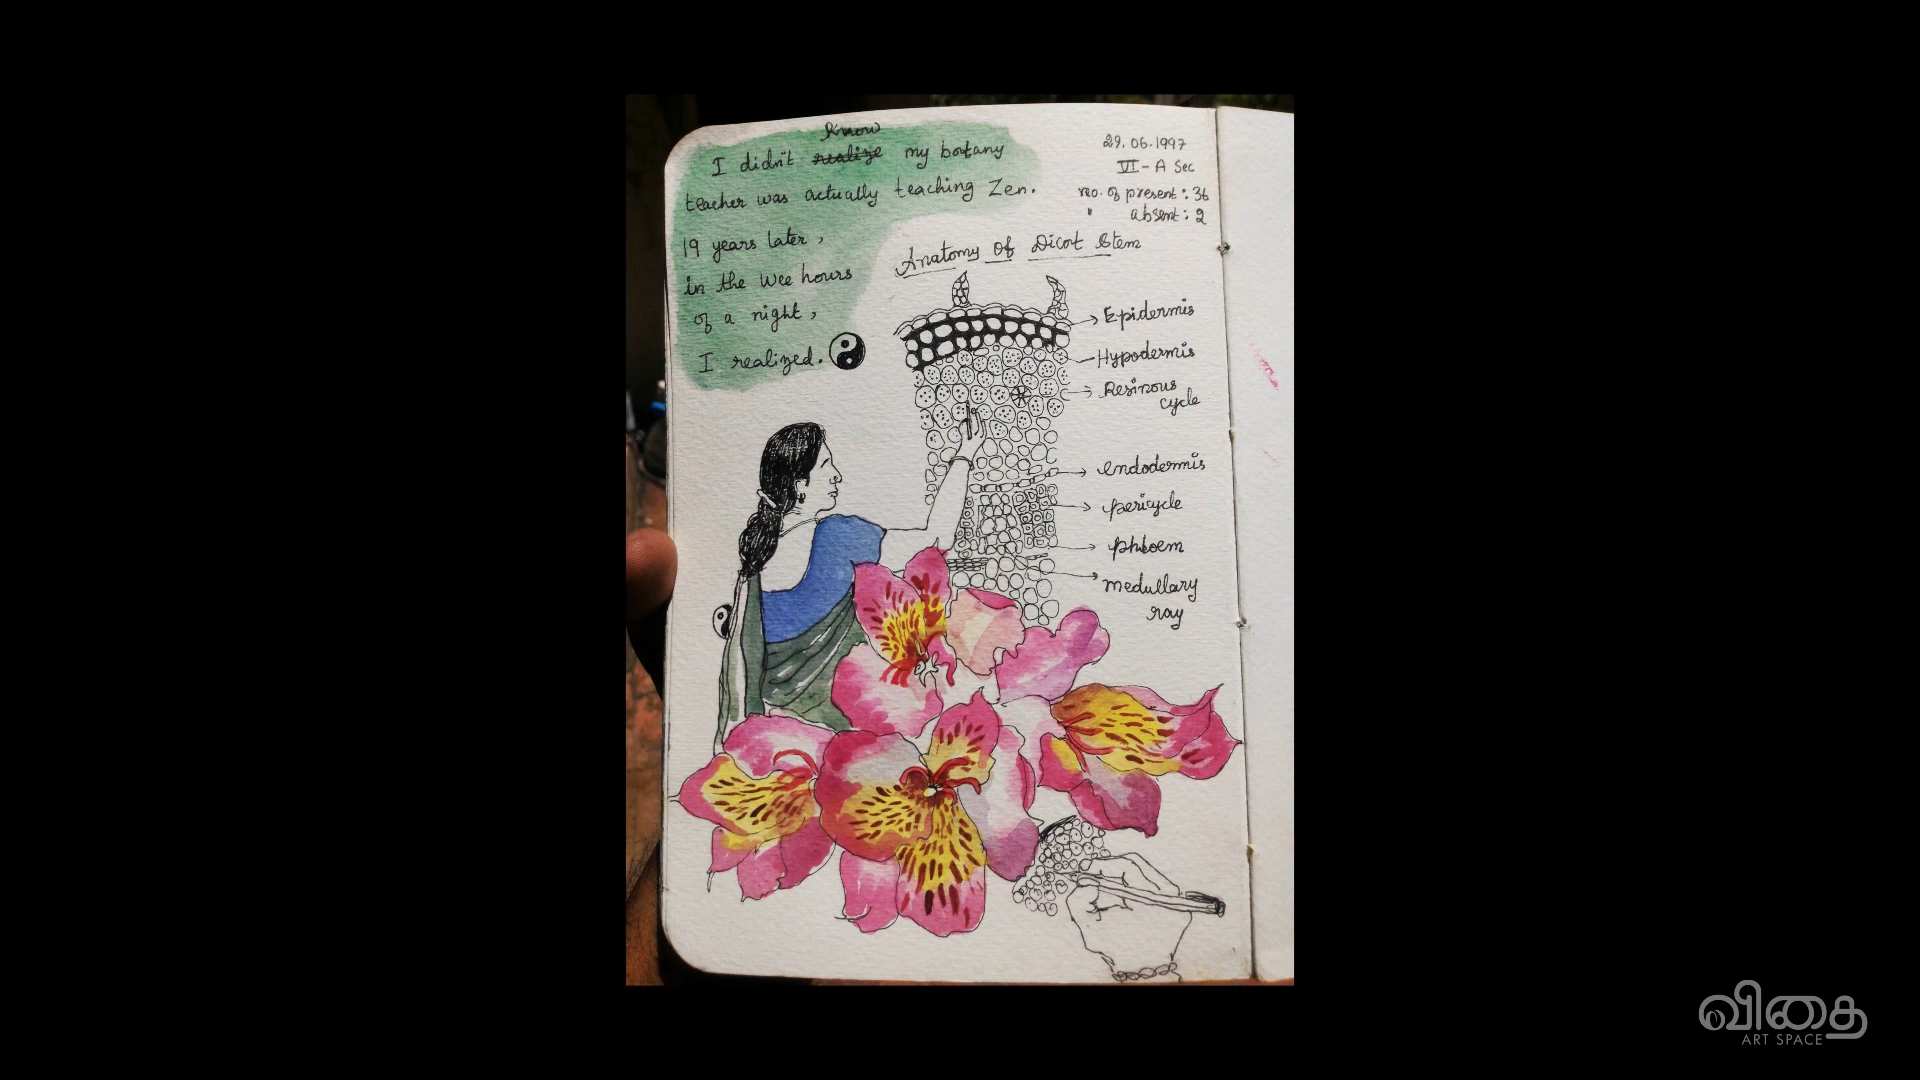 know
I didn't realize my botany
teacher was actually teaching Zen.
19 years later,
in the wee hours
of a night,
I realized.
29.06.1997
VI - A Sec
no. of present : 36
" absent : 2
Anatomy Of Dicot Stem
Epidermis
Hypodermis
Resinous
cycle
endodermis
pericycle
phloem
medullary
ray
விதை
ART SPACE